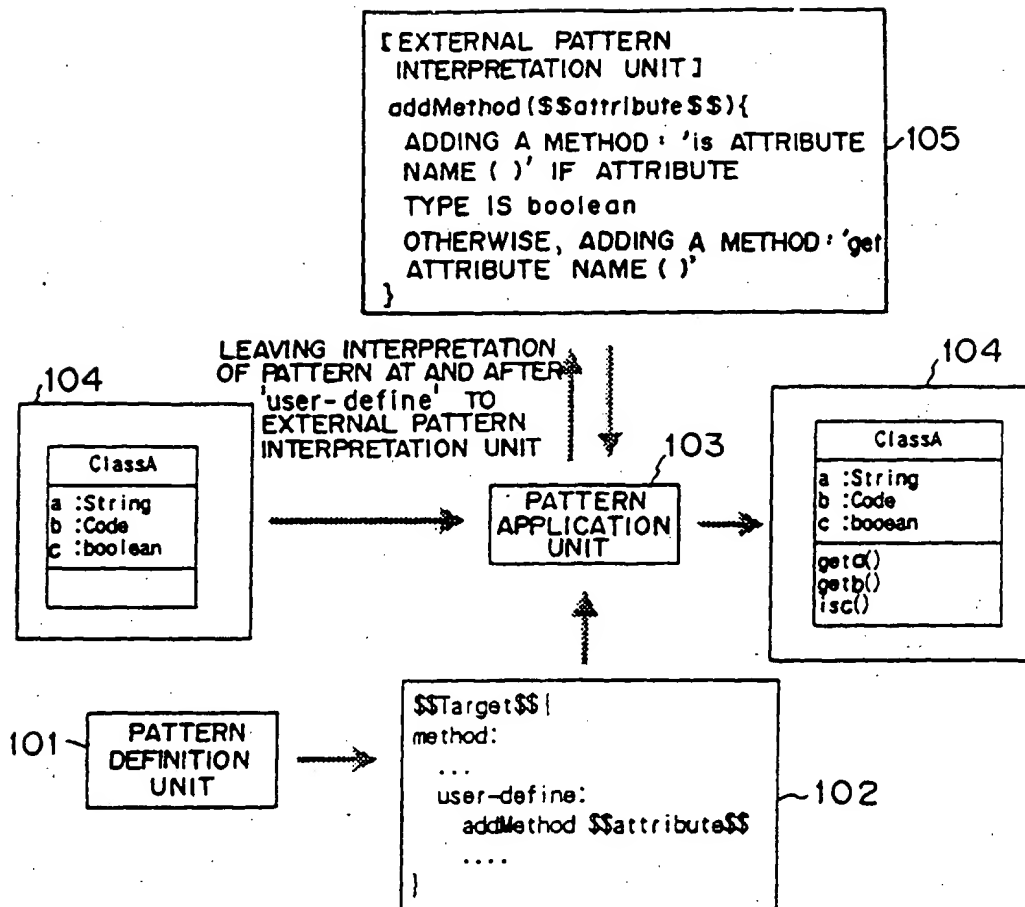 [EXTERNAL PATTERN
INTERPRETATION UNIT]
addMethod($$attribute$$){
ADDING A METHOD: 'is ATTRIBUTE
NAME ( )' IF ATTRIBUTE
TYPE IS boolean
OTHERWISE, ADDING A METHOD: 'get
ATTRIBUTE NAME ( )'
}
105
LEAVING INTERPRETATION
OF PATTERN AT AND AFTER
'user-define' TO
EXTERNAL PATTERN
INTERPRETATION UNIT
104
ClassA
a :String
b :Code
c :boolean
103
PATTERN
APPLICATION
UNIT
104
ClassA
a :String
b :Code
c :booean
geta()
getb()
isc()
101
PATTERN
DEFINITION
UNIT
$$Target$${
method:
...
user-define:
addMethod $$attribute$$
....
}
102